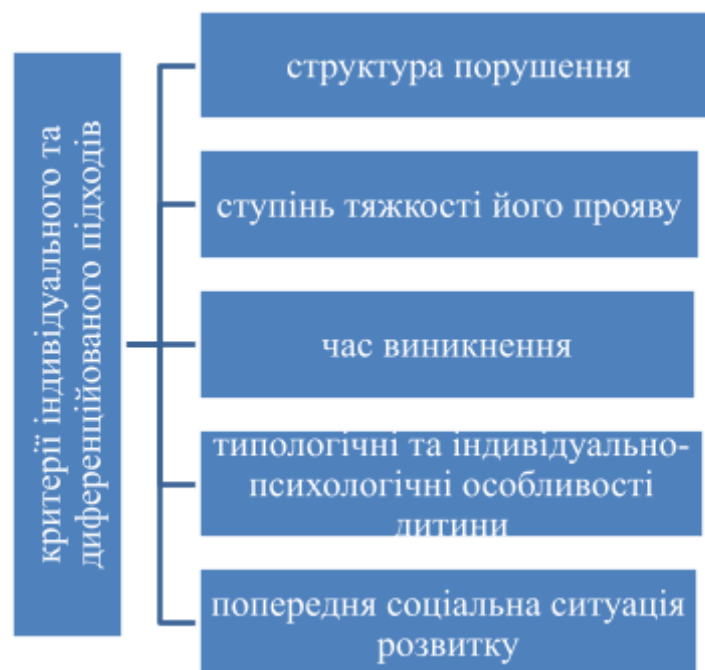 критерії індивідуального та
диференційованого підходів
структура порушення
ступінь тяжкості його прояву
час виникнення
типологічні та індивідуально-
психологічні особливості
дитини
попередня соціальна ситуація
розвитку